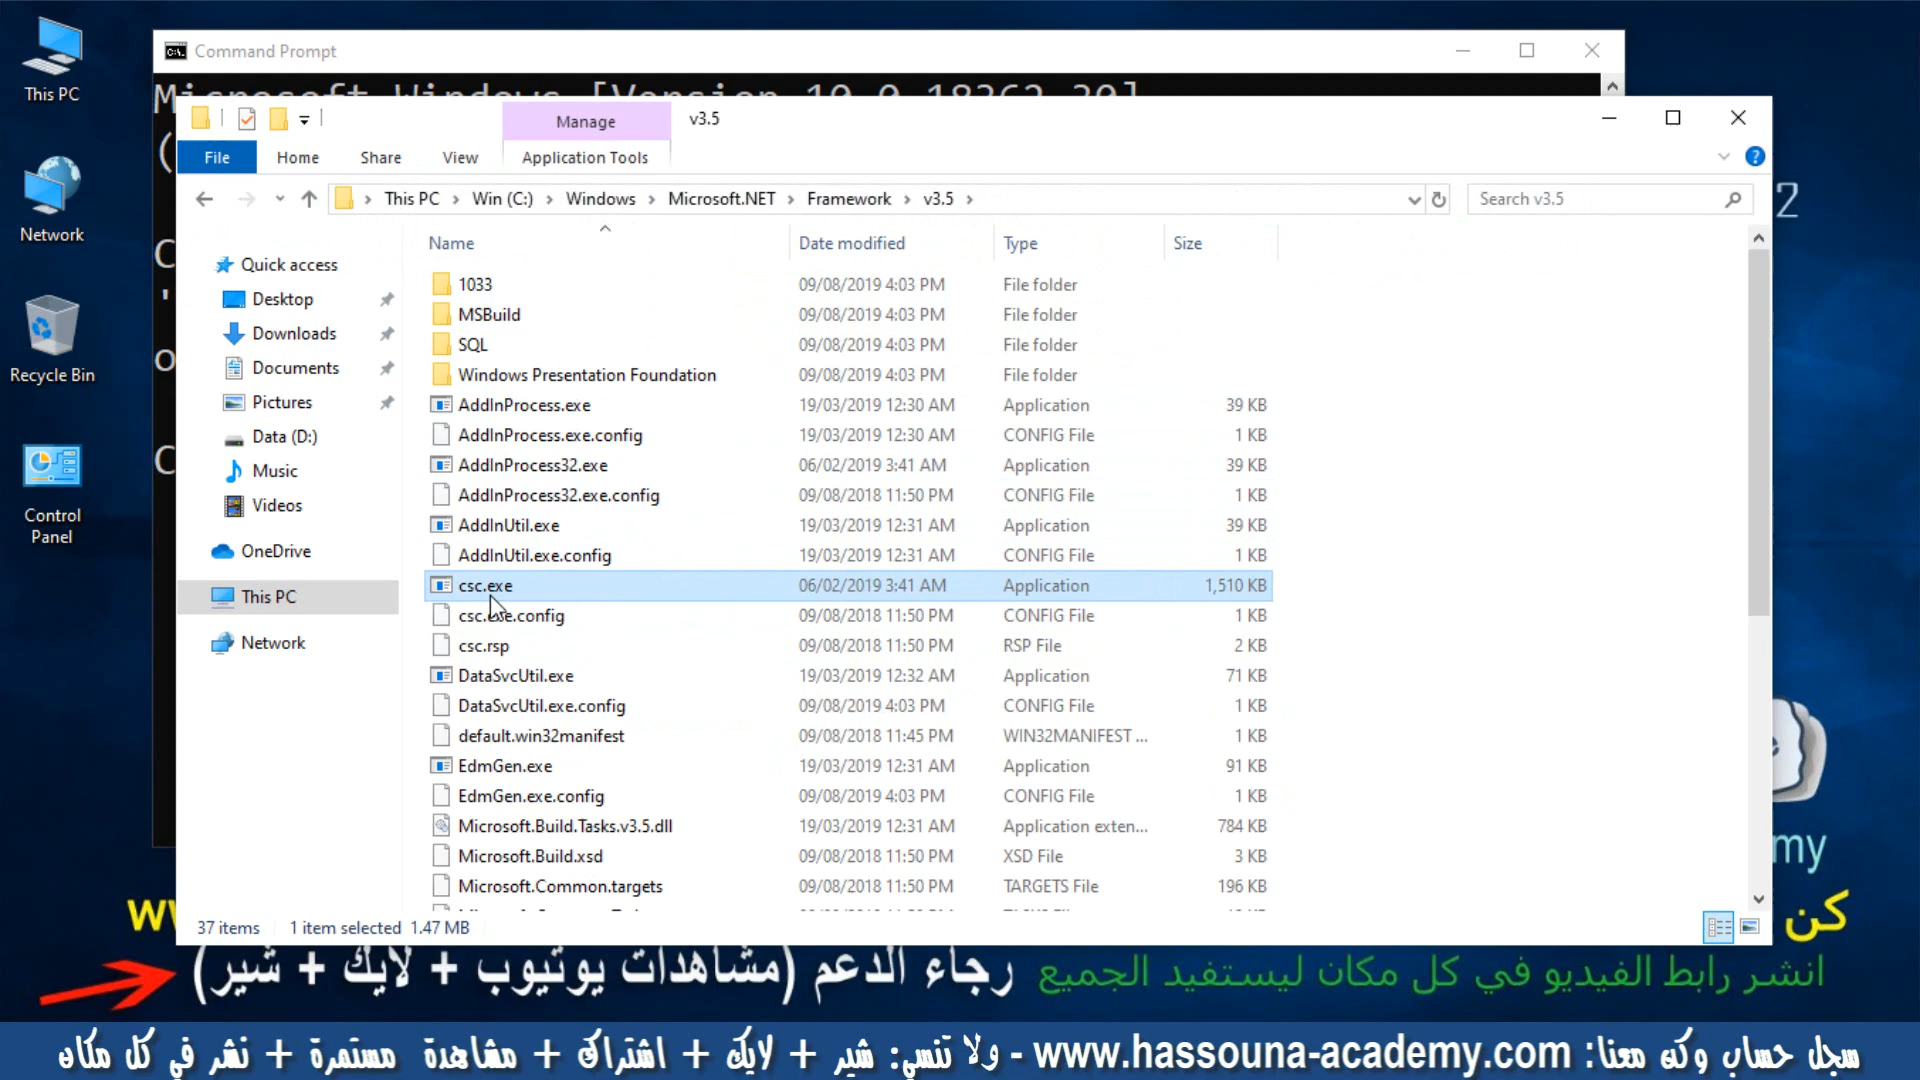 This PC
Network
Recycle Bin
Control
Panel
Command Prompt
Microsoft Windows [Version 10.0.18362.30]
Manage
v3.5
File
Home
Share
View
Application Tools
This PC
Win (C:)
Windows
Microsoft.NET
Framework
v3.5
Search v3.5
Quick access
Desktop
Downloads
Documents
Pictures
Data (D:)
Music
Videos
OneDrive
This PC
Network
Name Date modified Type Size
1033 09/08/2019 4:03 PM File folder
MSBuild 09/08/2019 4:03 PM File folder
SQL 09/08/2019 4:03 PM File folder
Windows Presentation Foundation 09/08/2019 4:03 PM File folder
AddInProcess.exe 19/03/2019 12:30 AM Application 39 KB
AddInProcess.exe.config 19/03/2019 12:30 AM CONFIG File 1 KB
AddInProcess32.exe 06/02/2019 3:41 AM Application 39 KB
AddInProcess32.exe.config 09/08/2018 11:50 PM CONFIG File 1 KB
AddInUtil.exe 19/03/2019 12:31 AM Application 39 KB
AddInUtil.exe.config 19/03/2019 12:31 AM CONFIG File 1 KB
csc.exe 06/02/2019 3:41 AM Application 1,510 KB
csc.exe.config 09/08/2018 11:50 PM CONFIG File 1 KB
csc.rsp 09/08/2018 11:50 PM RSP File 2 KB
DataSvcUtil.exe 19/03/2019 12:32 AM Application 71 KB
DataSvcUtil.exe.config 09/08/2019 4:03 PM CONFIG File 1 KB
default.win32manifest 09/08/2018 11:45 PM WIN32MANIFEST ... 1 KB
EdmGen.exe 19/03/2019 12:31 AM Application 91 KB
EdmGen.exe.config 09/08/2019 4:03 PM CONFIG File 1 KB
Microsoft.Build.Tasks.v3.5.dll 19/03/2019 12:31 AM Application exten... 784 KB
Microsoft.Build.xsd 09/08/2018 11:50 PM XSD File 3 KB
Microsoft.Common.targets 09/08/2018 11:50 PM TARGETS File 196 KB
37 items 1 item selected 1.47 MB
2
my
كن
رجاء الدعم (مشاهدات يوتيوب + لايك + شير)
انشر رابط الفيديو في كل مكان ليستفيد الجميع
سجل حساب وكن معنا: www.hassouna-academy.com - ولا تنسي: شير + لايك + اشتراك + مشاهدة مستمرة + نشر في كل مكان